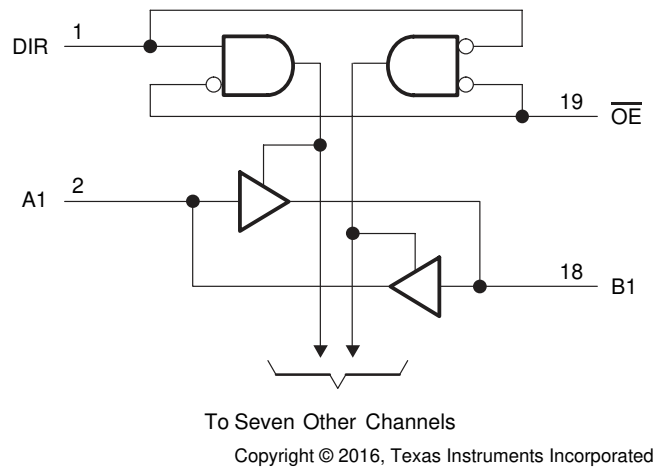 DIR 1
19 OE
A1 2
18 B1
To Seven Other Channels
Copyright © 2016, Texas Instruments Incorporated